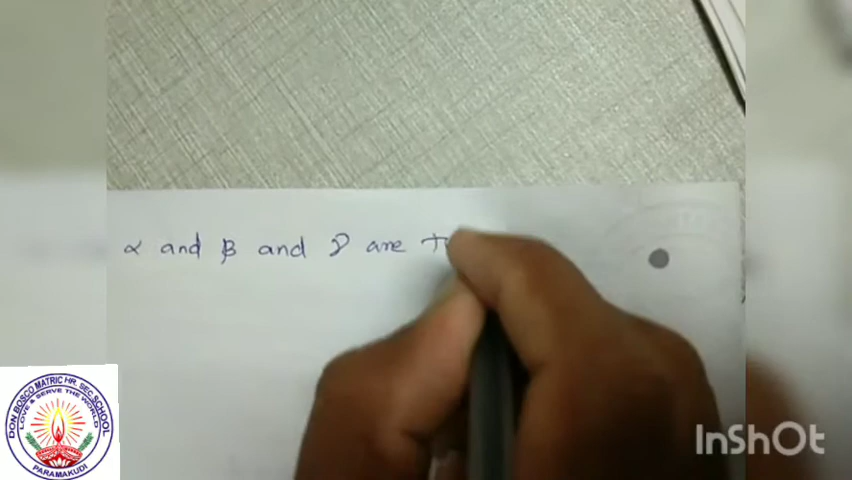 α and β and γ are
DON BOSCO MATRIC HR. SEC. SCHOOL
LOVE & SERVE THE WORLD
PARAMAKUDI
InShOt